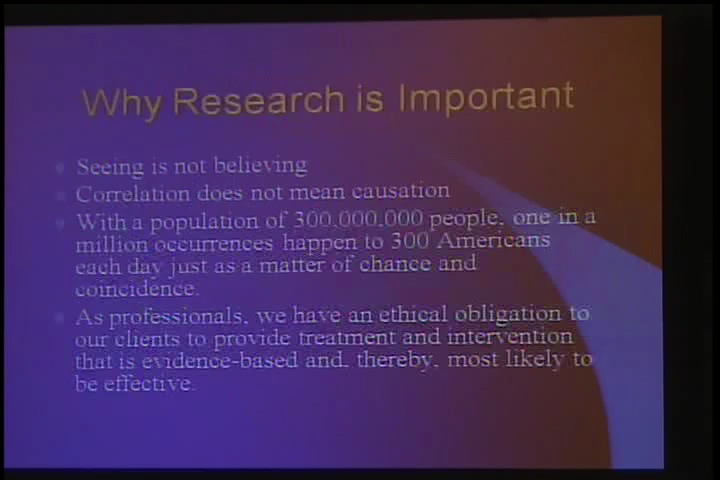 Why Research is Important
Seeing is not believing
Correlation does not mean causation
With a population of 300,000,000 people, one in a
million occurrences happen to 300 Americans
each day just as a matter of chance and
coincidence.
As professionals, we have an ethical obligation to
our clients to provide treatment and intervention
that is evidence-based and, thereby, most likely to
be effective.